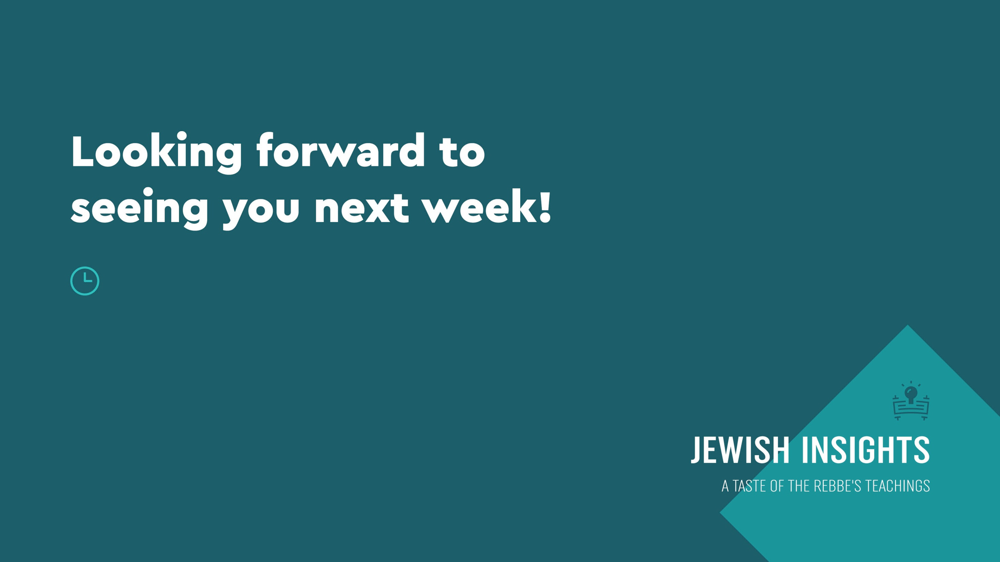 Looking forward to
seeing you next week!
JEWISH INSIGHTS
A TASTE OF THE REBBE'S TEACHINGS